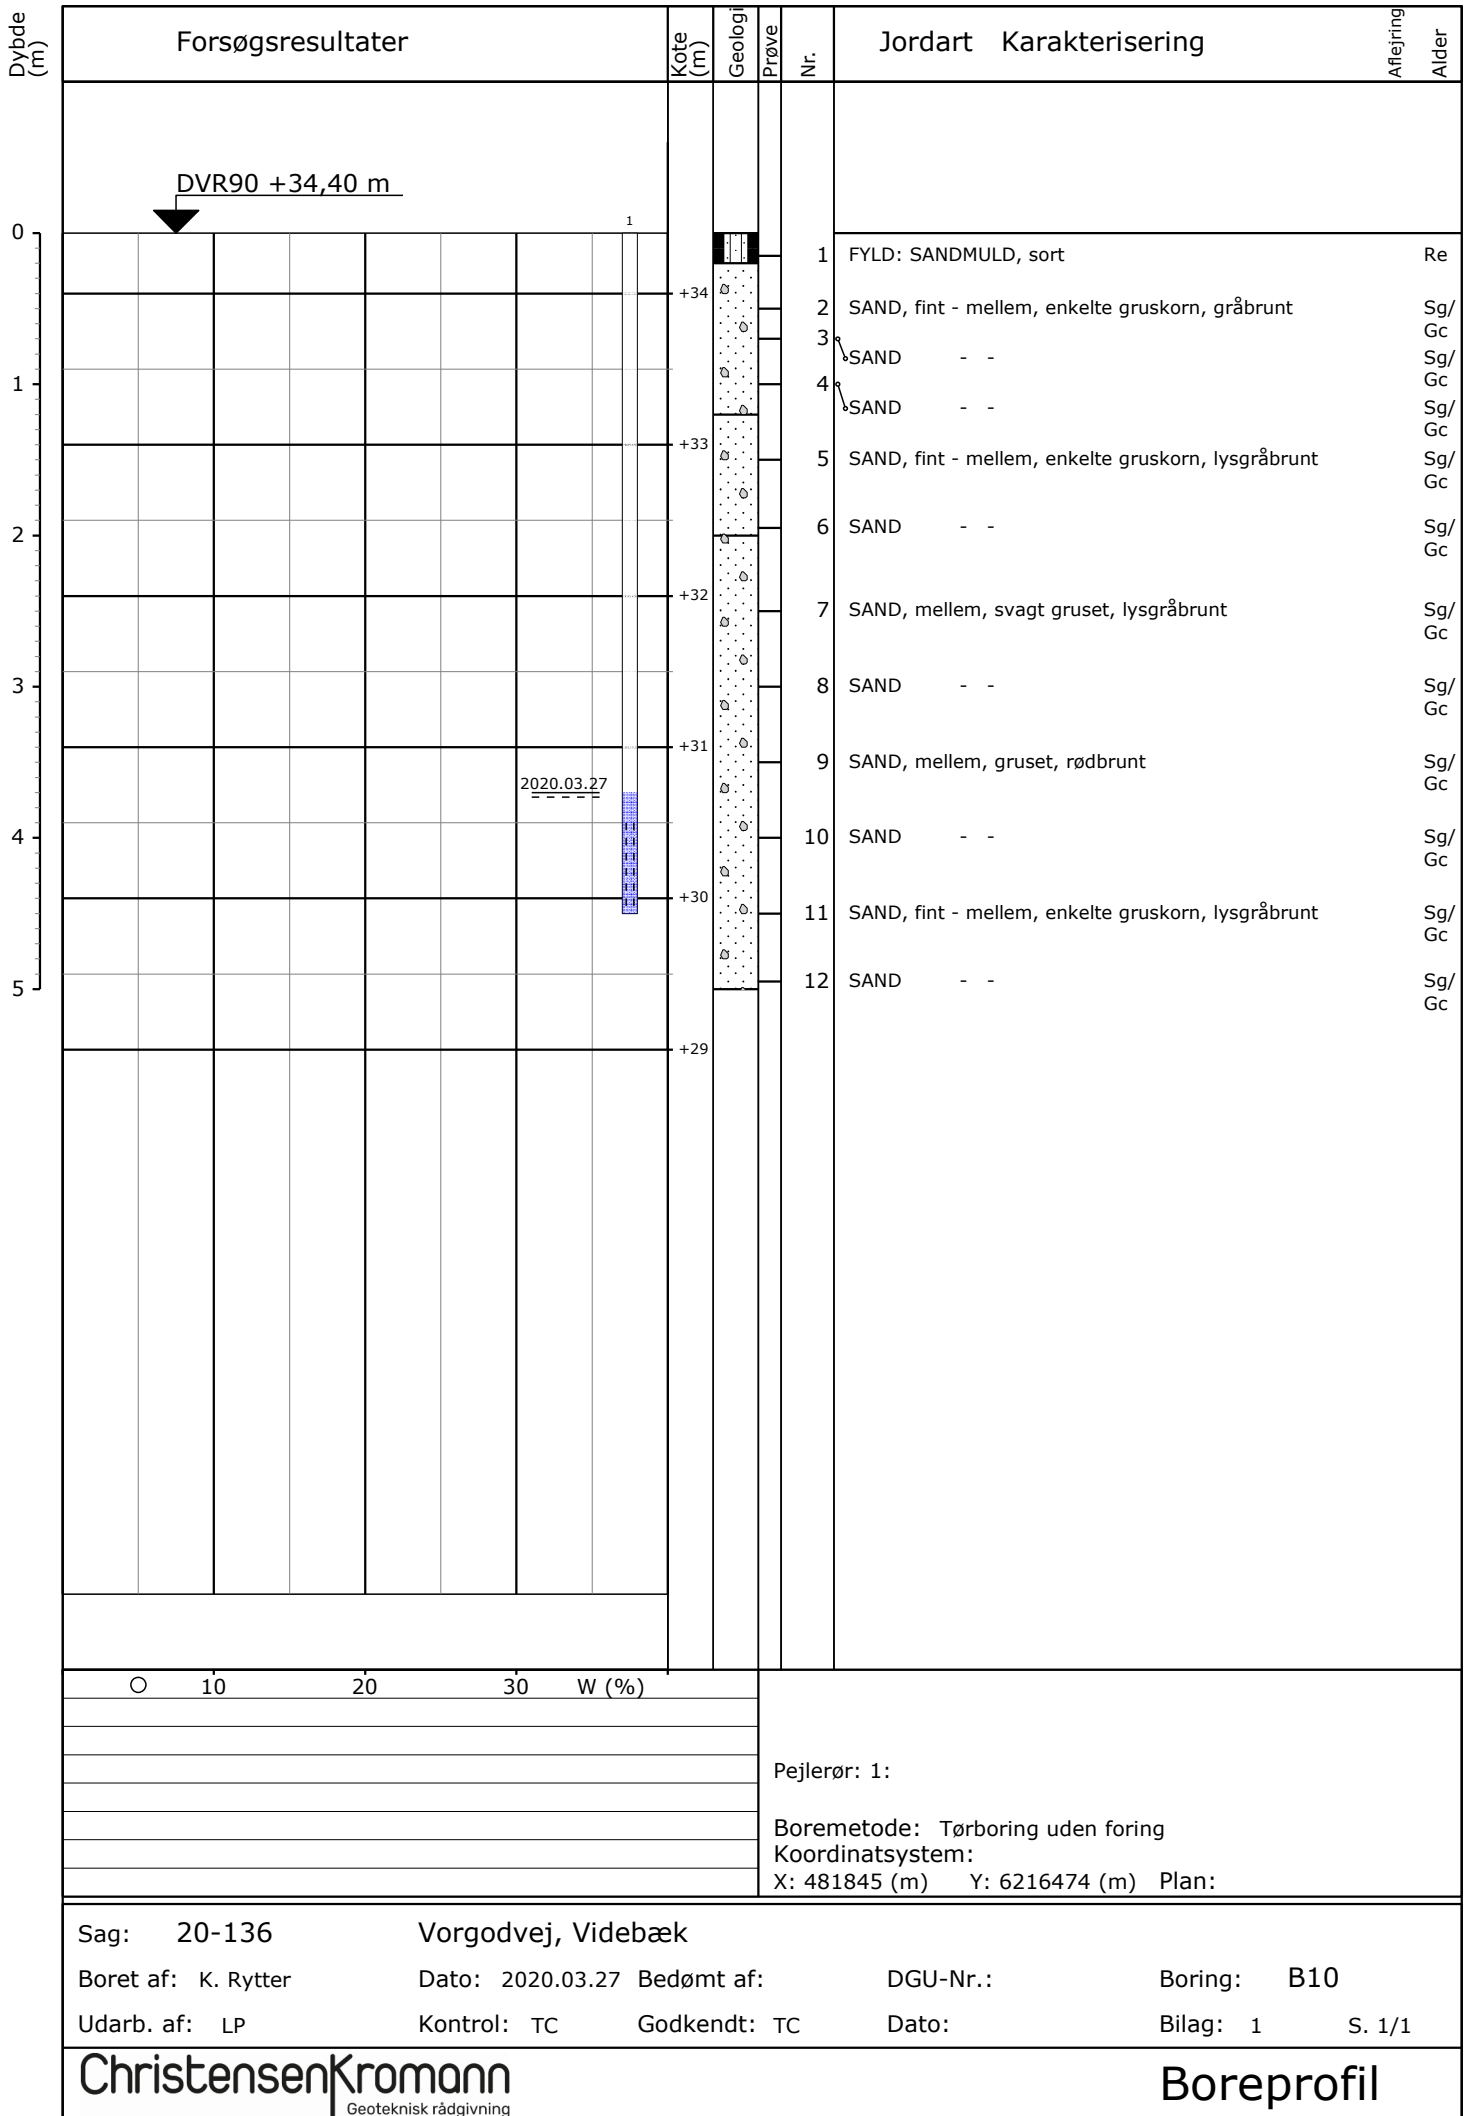 Dybde (m)
Forsøgsresultater
Kote (m)
Geologi
Prøve
Nr.
Jordart Karakterisering
Aflejring
Alder
DVR90 +34,40 m
1
0
1 FYLD: SANDMULD, sort Re
+34
2 SAND, fint - mellem, enkelte gruskorn, gråbrunt Sg/
Gc
3 SAND - - Sg/
Gc
1
4 SAND - - Sg/
Gc
+33
5 SAND, fint - mellem, enkelte gruskorn, lysgråbrunt Sg/
Gc
2
6 SAND - - Sg/
Gc
+32
7 SAND, mellem, svagt gruset, lysgråbrunt Sg/
Gc
3
8 SAND - - Sg/
Gc
+31
9 SAND, mellem, gruset, rødbrunt Sg/
Gc
2020.03.27
4
10 SAND - - Sg/
Gc
+30
11 SAND, fint - mellem, enkelte gruskorn, lysgråbrunt Sg/
Gc
5
12 SAND - - Sg/
Gc
+29
10 20 30 W (%)
Pejlerør: 1:
Boremetode: Tørboring uden foring
Koordinatsystem:
X: 481845 (m) Y: 6216474 (m) Plan:
Sag: 20-136 Vorgodvej, Videbæk
Boret af: K. Rytter Dato: 2020.03.27 Bedømt af: DGU-Nr.: Boring: B10
Udarb. af: LP Kontrol: TC Godkendt: TC Dato: Bilag: 1 S. 1/1
ChristensenKromann
Geoteknisk rådgivning
Boreprofil